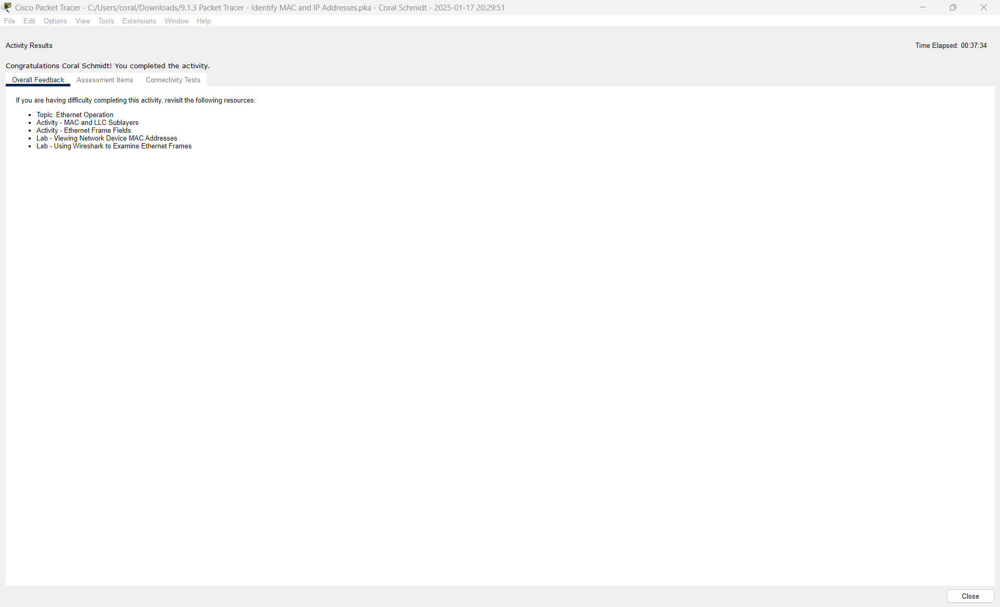 Cisco Packet Tracer - C:/Users/coral/Downloads/9.1.3 Packet Tracer - Identify MAC and IP Addresses.pka - Coral Schmidt - 2025-01-17 20:29:51
File Edit Options View Tools Extensions Window Help
Activity Results
Time Elapsed: 00:37:34
Congratulations Coral Schmidt! You completed the activity.
Overall Feedback Assessment Items Connectivity Tests
If you are having difficulty completing this activity, revisit the following resources:
• Topic: Ethernet Operation
• Activity - MAC and LLC Sublayers
• Activity - Ethernet Frame Fields
• Lab - Viewing Network Device MAC Addresses
• Lab - Using Wireshark to Examine Ethernet Frames
Close